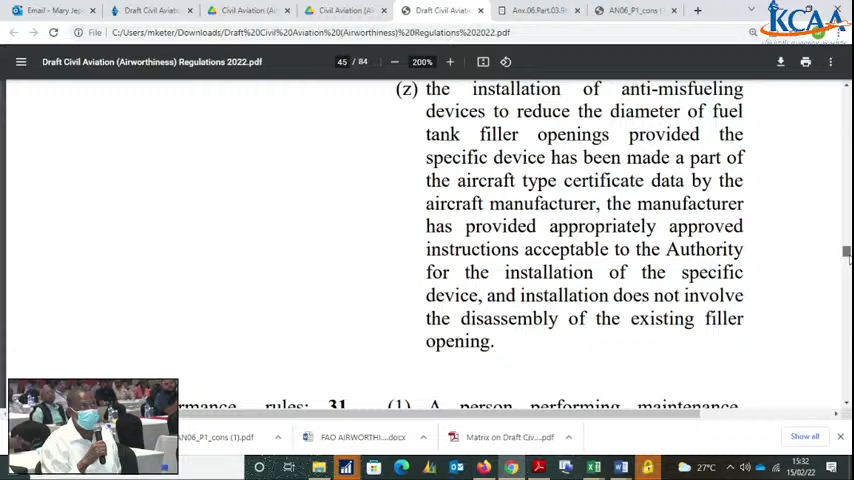 Email - Mary Jep
Draft Civil Aviatio
Civil Aviation (Ai
Civil Aviation (Ai
Draft Civil Aviatio
Anx.06.Part.03.9t
AN06_P1_cons (
KCAA
File
C:/Users/mketer/Downloads/Draft%20Civil%20Aviation%20(Airworthiness)Regulations%202022.pdf
Draft Civil Aviation (Airworthiness) Regulations 2022.pdf
45 / 84
200%
(z) the installation of anti-misfueling
devices to reduce the diameter of fuel
tank filler openings provided the
specific device has been made a part of
the aircraft type certificate data by the
aircraft manufacturer, the manufacturer
has provided appropriately approved
instructions acceptable to the Authority
for the installation of the specific
device, and installation does not involve
the disassembly of the existing filler
opening.
rmance rules: 31 (1) A person performing maintenance,
AN06_P1_cons (1).pdf
FAO AIRWORTHI....docx
Matrix on Draft Civ....pdf
Show all
27°C
15:32
15/02/22